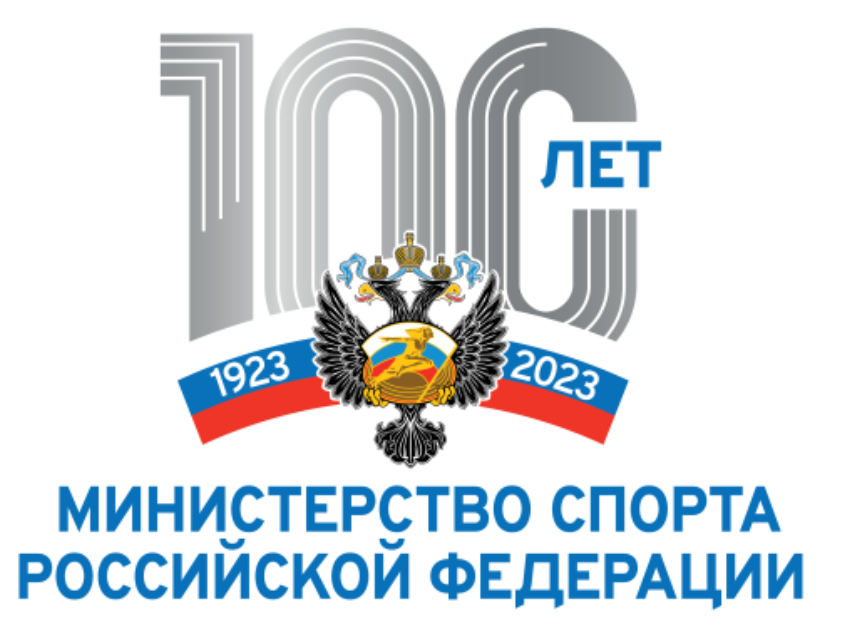 100
ЛЕТ
1923 2023
МИНИСТЕРСТВО СПОРТА
РОССИЙСКОЙ ФЕДЕРАЦИИ